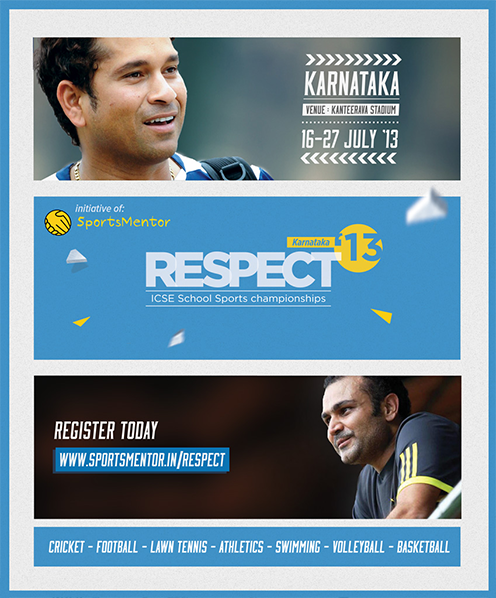 KARNATAKA
VENUE : KANTEERAVA STADIUM
16-27 JULY '13
initiative of:
SportsMentor
Karnataka
'13
RESPECT
ICSE School Sports championships
REGISTER TODAY
WWW.SPORTSMENTOR.IN/RESPECT
CRICKET - FOOTBALL - LAWN TENNIS - ATHLETICS - SWIMMING - VOLLEYBALL - BASKETBALL